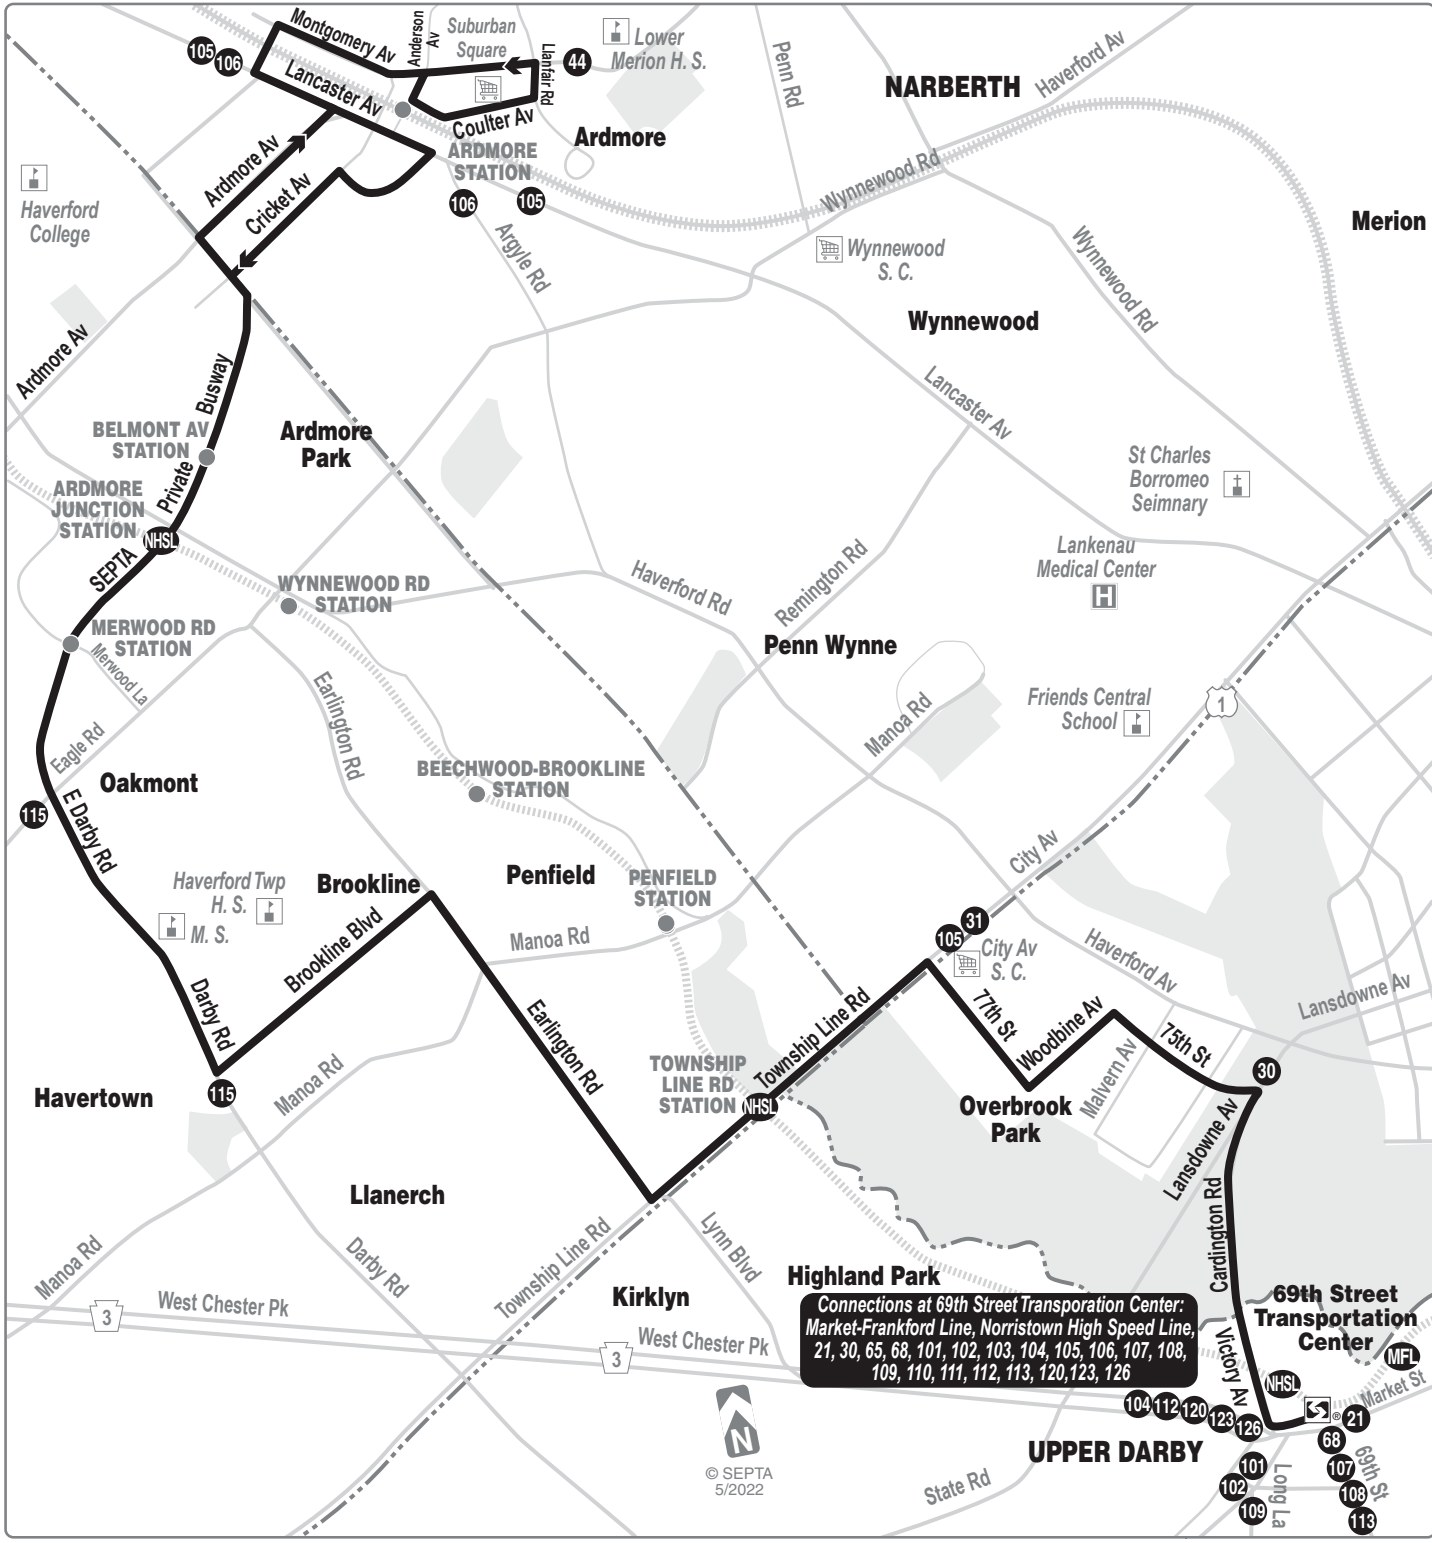 Montgomery Av
Anderson
Av
Suburban
Square
Llanfair Rd
44
Lower
Merion H. S.
Penn Rd
NARBERTH
Haverford Av
105
106
Lancaster Av
Coulter Av
Ardmore
ARDMORE
STATION
106
105
Ardmore Av
Cricket Av
Haverford
College
Argyle Rd
Wynnewood Rd
Wynnewood
S. C.
Wynnewood Rd
Merion
Wynnewood
Ardmore Av
Busway
Lancaster Av
BELMONT AV
STATION
Ardmore
Park
Private
ARDMORE
JUNCTION
STATION
NHSL
SEPTA
St Charles
Borromeo
Seimnary
Lankenau
Medical Center
H
WYNNEWOOD RD
STATION
Haverford Rd
Remington Rd
MERWOOD RD
STATION
Merwood La
Penn Wynne
Earlington Rd
Manoa Rd
Friends Central
School
1
Eagle Rd
Oakmont
BEECHWOOD-BROOKLINE
STATION
115
E Darby Rd
City Av
Haverford Twp
H. S.
M. S.
Brookline
Penfield
PENFIELD
STATION
Brookline Blvd
Manoa Rd
31
105
City Av
S. C.
Haverford Av
Lansdowne Av
Darby Rd
Earlington Rd
Township Line Rd
77th St
Woodbine Av
75th St
Malvern Av
30
TOWNSHIP
LINE RD
STATION
NHSL
Manoa Rd
Havertown
115
Overbrook
Park
Lansdowne Av
Llanerch
Cardington Rd
Manoa Rd
Darby Rd
Township Line Rd
Lynn Blvd
Highland Park
Kirklyn
69th Street
Transportation
Center
3
West Chester Pk
3
West Chester Pk
Connections at 69th Street Transporation Center:
Market-Frankford Line, Norristown High Speed Line,
21, 30, 65, 68, 101, 102, 103, 104, 105, 106, 107, 108,
109, 110, 111, 112, 113, 120,123, 126
Victory Av
MFL
NHSL
Market St
104
112
120
123
126
®
21
68
N
© SEPTA
5/2022
UPPER DARBY
State Rd
101
102
109
Long La
69th St
107
108
113